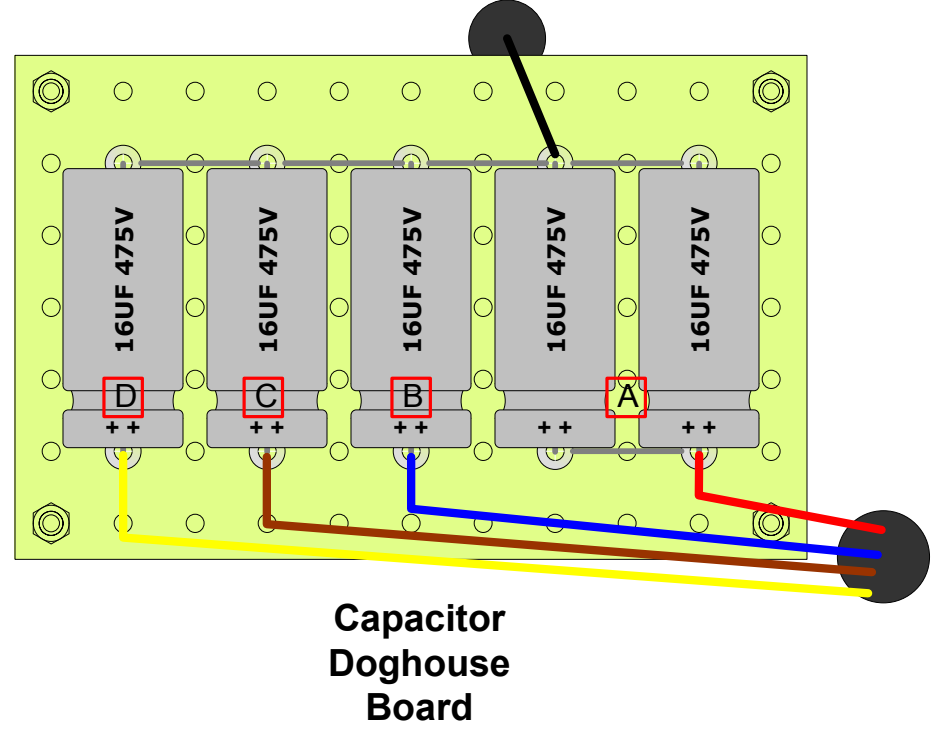 16UF 475V
16UF 475V
16UF 475V
16UF 475V
16UF 475V
D
C
B
A
+ +
+ +
+ +
+ +
+ +
Capacitor
Doghouse
Board